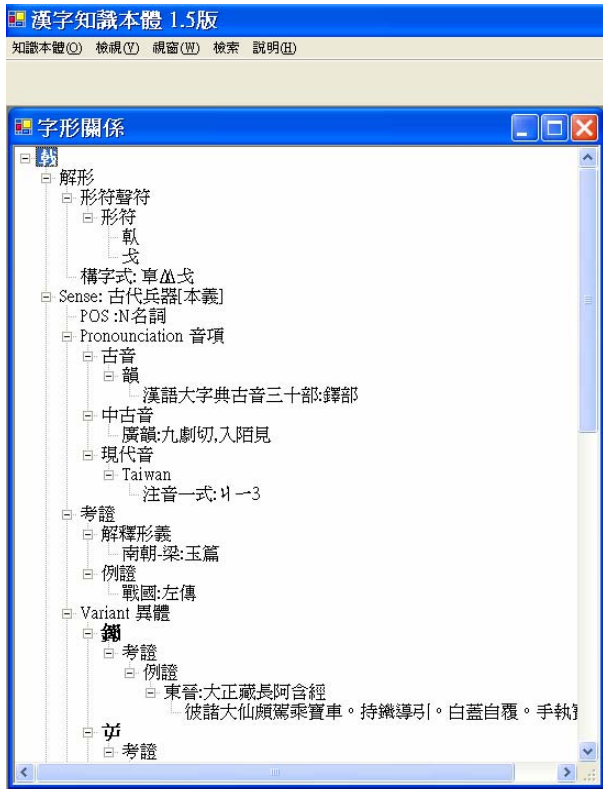 漢字知識本體 1.5版
知識本體(O) 檢視(V) 視窗(W) 檢索 說明(H)
字形關係
解形
形符聲符
形符
戈
構字式:
Sense: 古代兵器[本義]
POS :N名詞
Pronounciation 音項
古音
韻
漢語大字典古音三十部:鐸部
中古音
廣韻:九劇切,入陌見
現代音
Taiwan
注音一式:ㄐㄧ3
考證
解釋形義
南朝-梁:玉篇
例證
戰國:左傳
Variant 異體
考證
例證
東晉:大正藏長阿含經
彼諸大仙頗駕乘寶車。持鐵導引。白蓋自覆。手執
考證